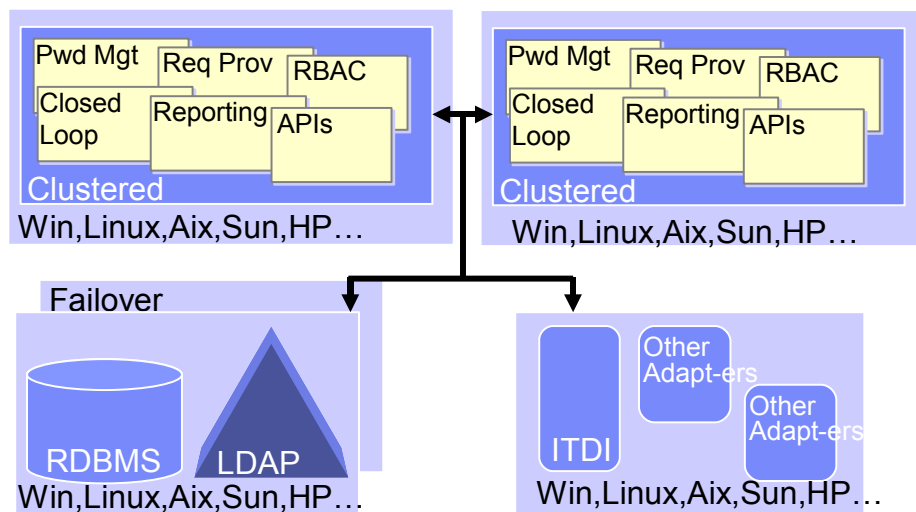 Pwd Mgt
Req Prov
RBAC
Closed
Loop
Reporting
APIs
Clustered
Win,Linux,Aix,Sun,HP…
Pwd Mgt
Req Prov
RBAC
Closed
Loop
Reporting
APIs
Clustered
Win,Linux,Aix,Sun,HP…
Failover
RDBMS
LDAP
Win,Linux,Aix,Sun,HP…
ITDI
Other
Adapt-ers
Other
Adapt-ers
Win,Linux,Aix,Sun,HP…